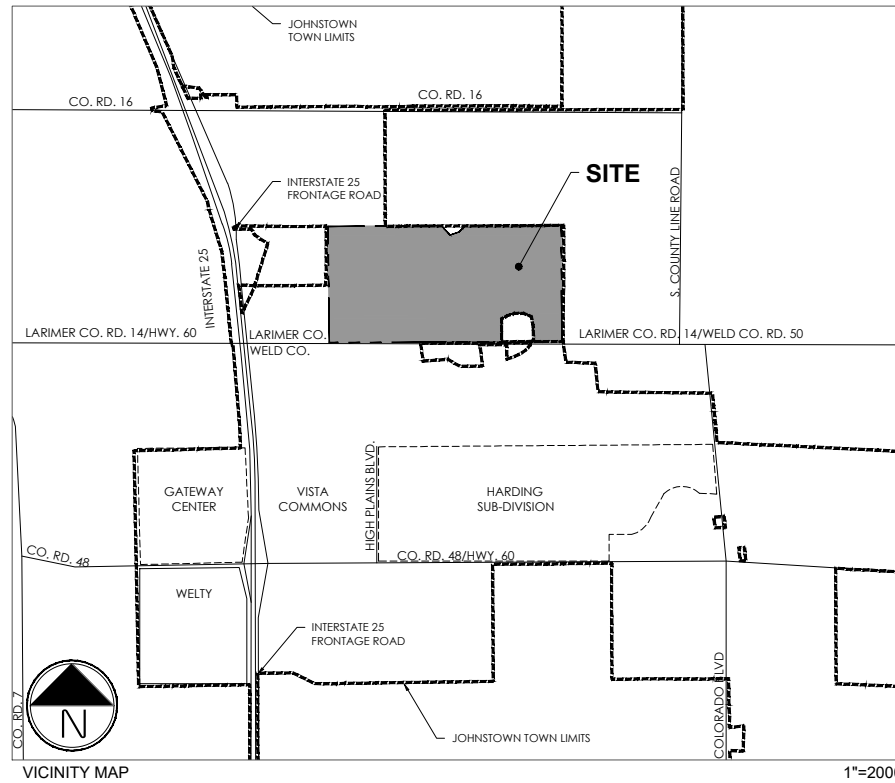 JOHNSTOWN
TOWN LIMITS
CO. RD. 16
CO. RD. 16
INTERSTATE 25
FRONTAGE ROAD
SITE
S. COUNTY LINE ROAD
INTERSTATE 25
LARIMER CO. RD. 14/HWY. 60
LARIMER CO.
WELD CO.
LARIMER CO. RD. 14/WELD CO. RD. 50
GATEWAY
CENTER
VISTA
COMMONS
HIGH PLAINS BLVD.
HARDING
SUB-DIVISION
CO. RD. 48
CO. RD. 48/HWY. 60
WELTY
INTERSTATE 25
FRONTAGE ROAD
CO. RD. 7
N
COLORADO BLVD
JOHNSTOWN TOWN LIMITS
VICINITY MAP